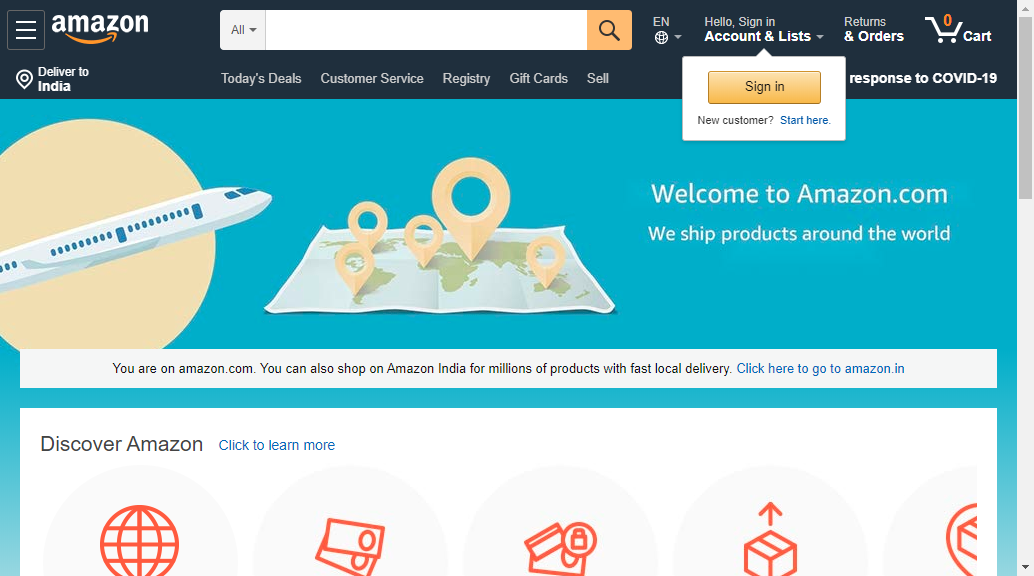 amazon
All
EN
Hello, Sign in
Account & Lists
Returns
& Orders
0
Cart
Deliver to
India
Today's Deals
Customer Service
Registry
Gift Cards
Sell
response to COVID-19
Sign in
New customer? Start here.
Welcome to Amazon.com
We ship products around the world
You are on amazon.com. You can also shop on Amazon India for millions of products with fast local delivery. Click here to go to amazon.in
Discover Amazon Click to learn more